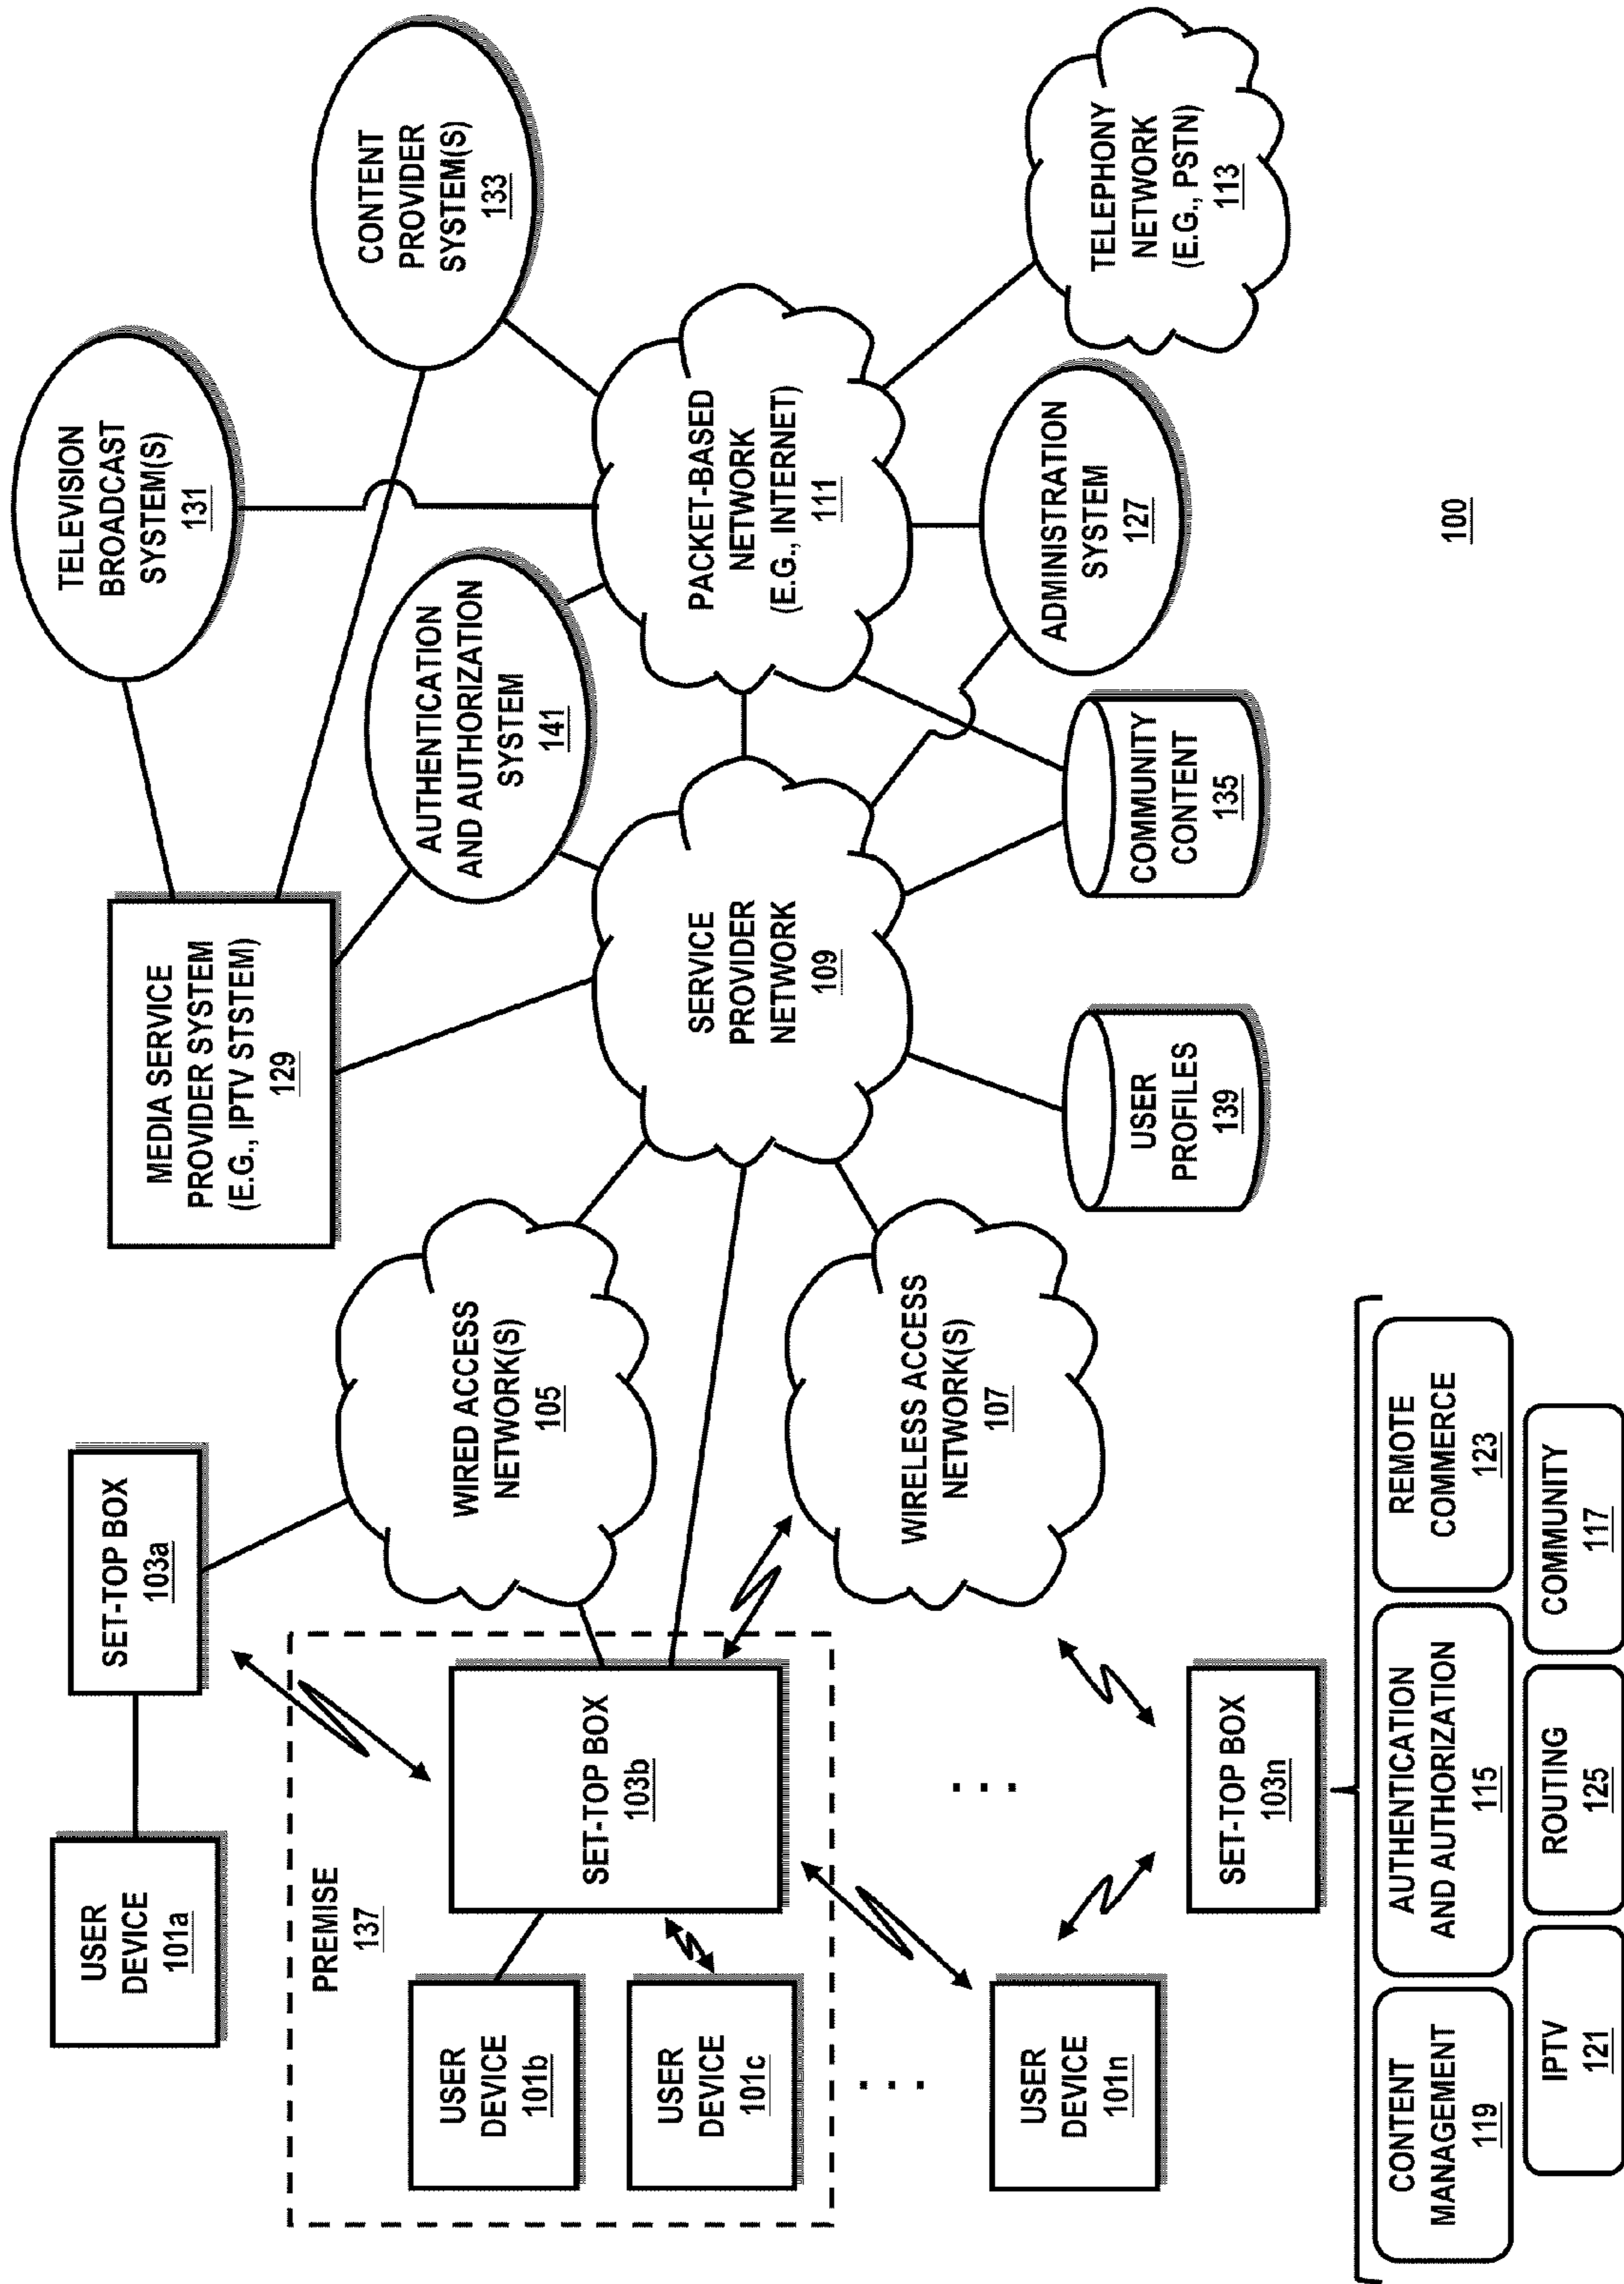 TELEVISION
BROADCAST
SYSTEM(S)
131
MEDIA SERVICE
PROVIDER SYSTEM
(E.G., IPTV STSTEM)
129
CONTENT
PROVIDER
SYSTEM(S)
133
AUTHENTICATION
AND AUTHORIZATION
SYSTEM
141
USER
DEVICE
101a
SET-TOP BOX
103a
WIRED ACCESS
NETWORK(S)
105
SERVICE
PROVIDER
NETWORK
109
PACKET-BASED
NETWORK
(E.G., INTERNET)
111
PREMISE
137
USER
DEVICE
101b
USER
DEVICE
101c
SET-TOP BOX
103b
WIRELESS ACCESS
NETWORK(S)
107
USER
DEVICE
101n
SET-TOP BOX
103n
USER
PROFILES
139
COMMUNITY
CONTENT
135
ADMINISTRATION
SYSTEM
127
TELEPHONY
NETWORK
(E.G., PSTN)
113
CONTENT
MANAGEMENT
119
AUTHENTICATION
AND AUTHORIZATION
115
REMOTE
COMMERCE
123
IPTV
121
ROUTING
125
COMMUNITY
117
100